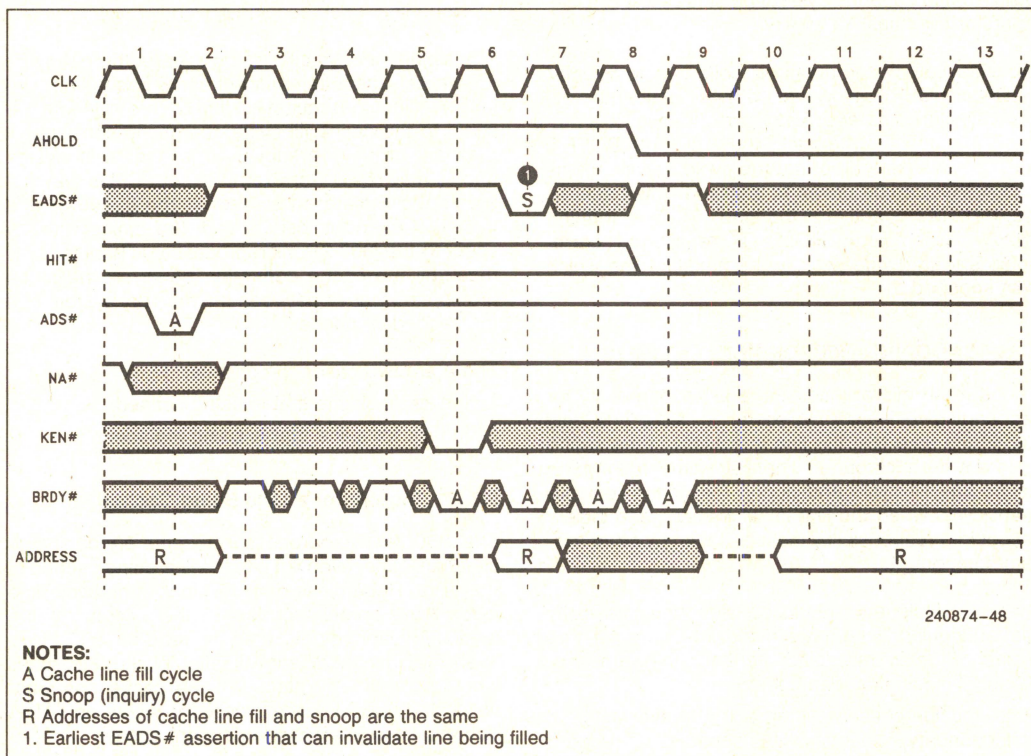 1 2 3 4 5 6 7 8 9 10 11 12 13
CLK
AHOLD
1
EADS# S
HIT#
ADS# A
NA#
KEN#
BRDY# A A A A
ADDRESS R R R
240874-48
NOTES:
A Cache line fill cycle
S Snoop (inquiry) cycle
R Addresses of cache line fill and snoop are the same
1. Earliest EADS# assertion that can invalidate line being filled